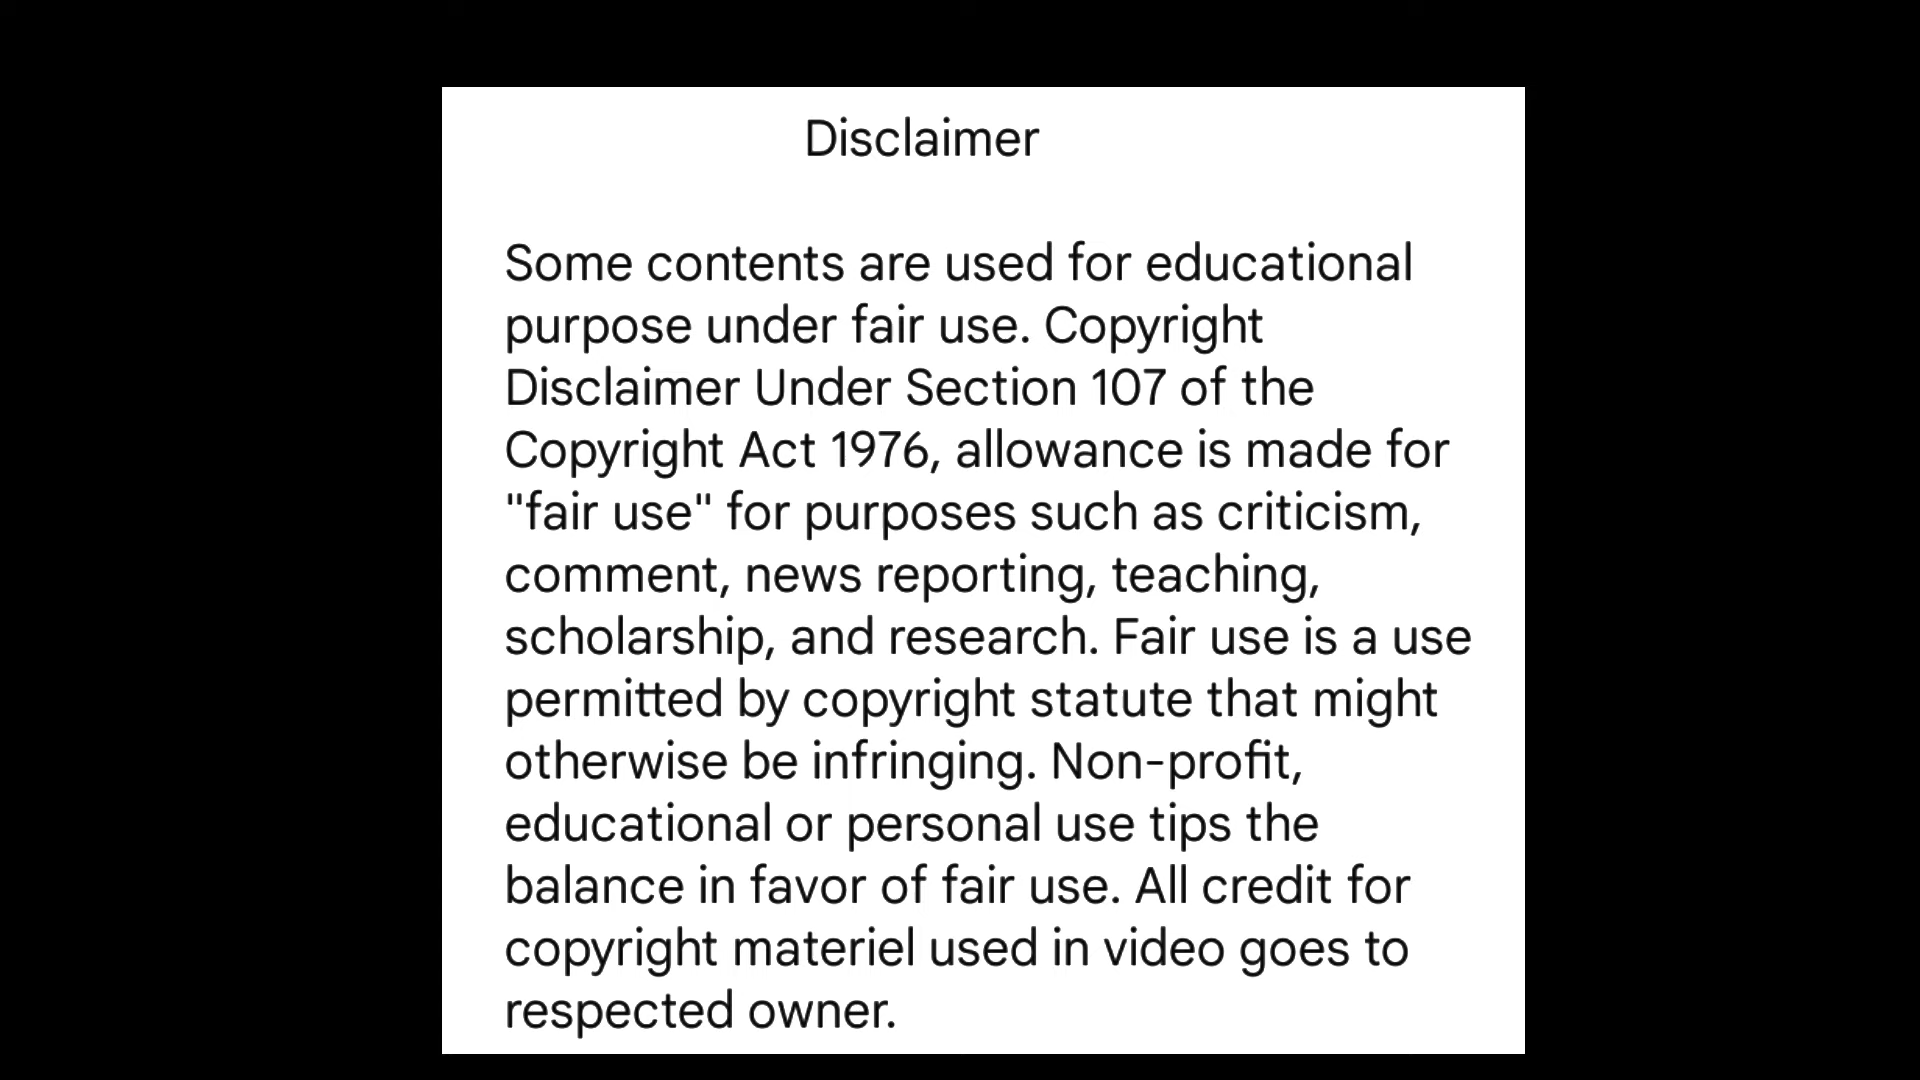 Disclaimer
Some contents are used for educational
purpose under fair use. Copyright
Disclaimer Under Section 107 of the
Copyright Act 1976, allowance is made for
"fair use" for purposes such as criticism,
comment, news reporting, teaching,
scholarship, and research. Fair use is a use
permitted by copyright statute that might
otherwise be infringing. Non-profit,
educational or personal use tips the
balance in favor of fair use. All credit for
copyright materiel used in video goes to
respected owner.